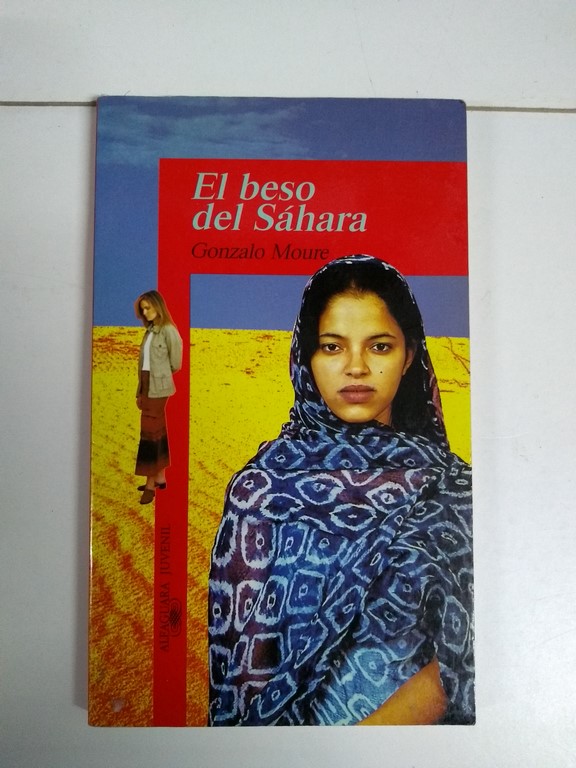 El beso
del Sáhara
Gonzalo Moure
ALFAGUARA JUVENIL